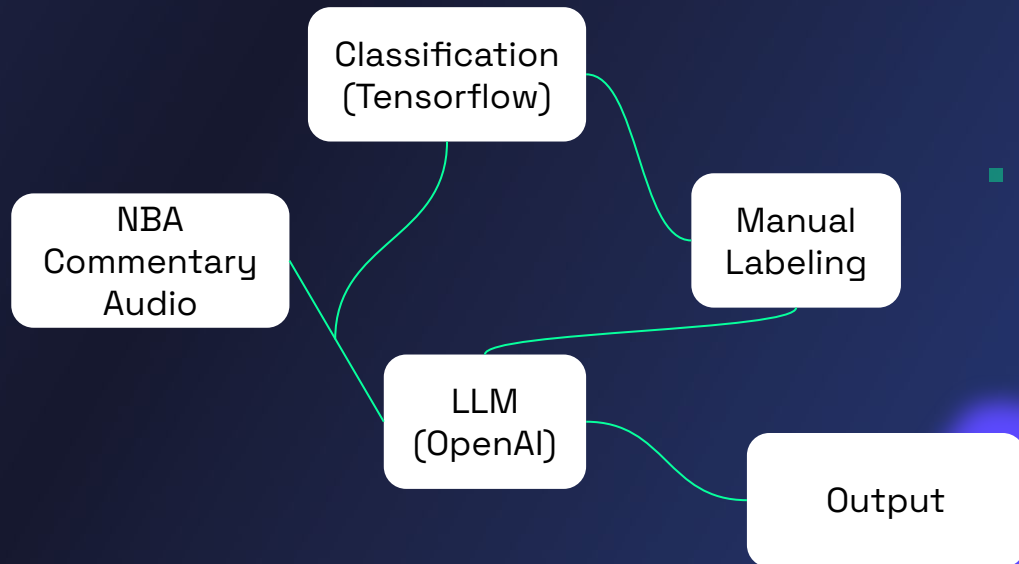 Classification
(Tensorflow)
NBA
Commentary
Audio
Manual
Labeling
LLM
(OpenAI)
Output